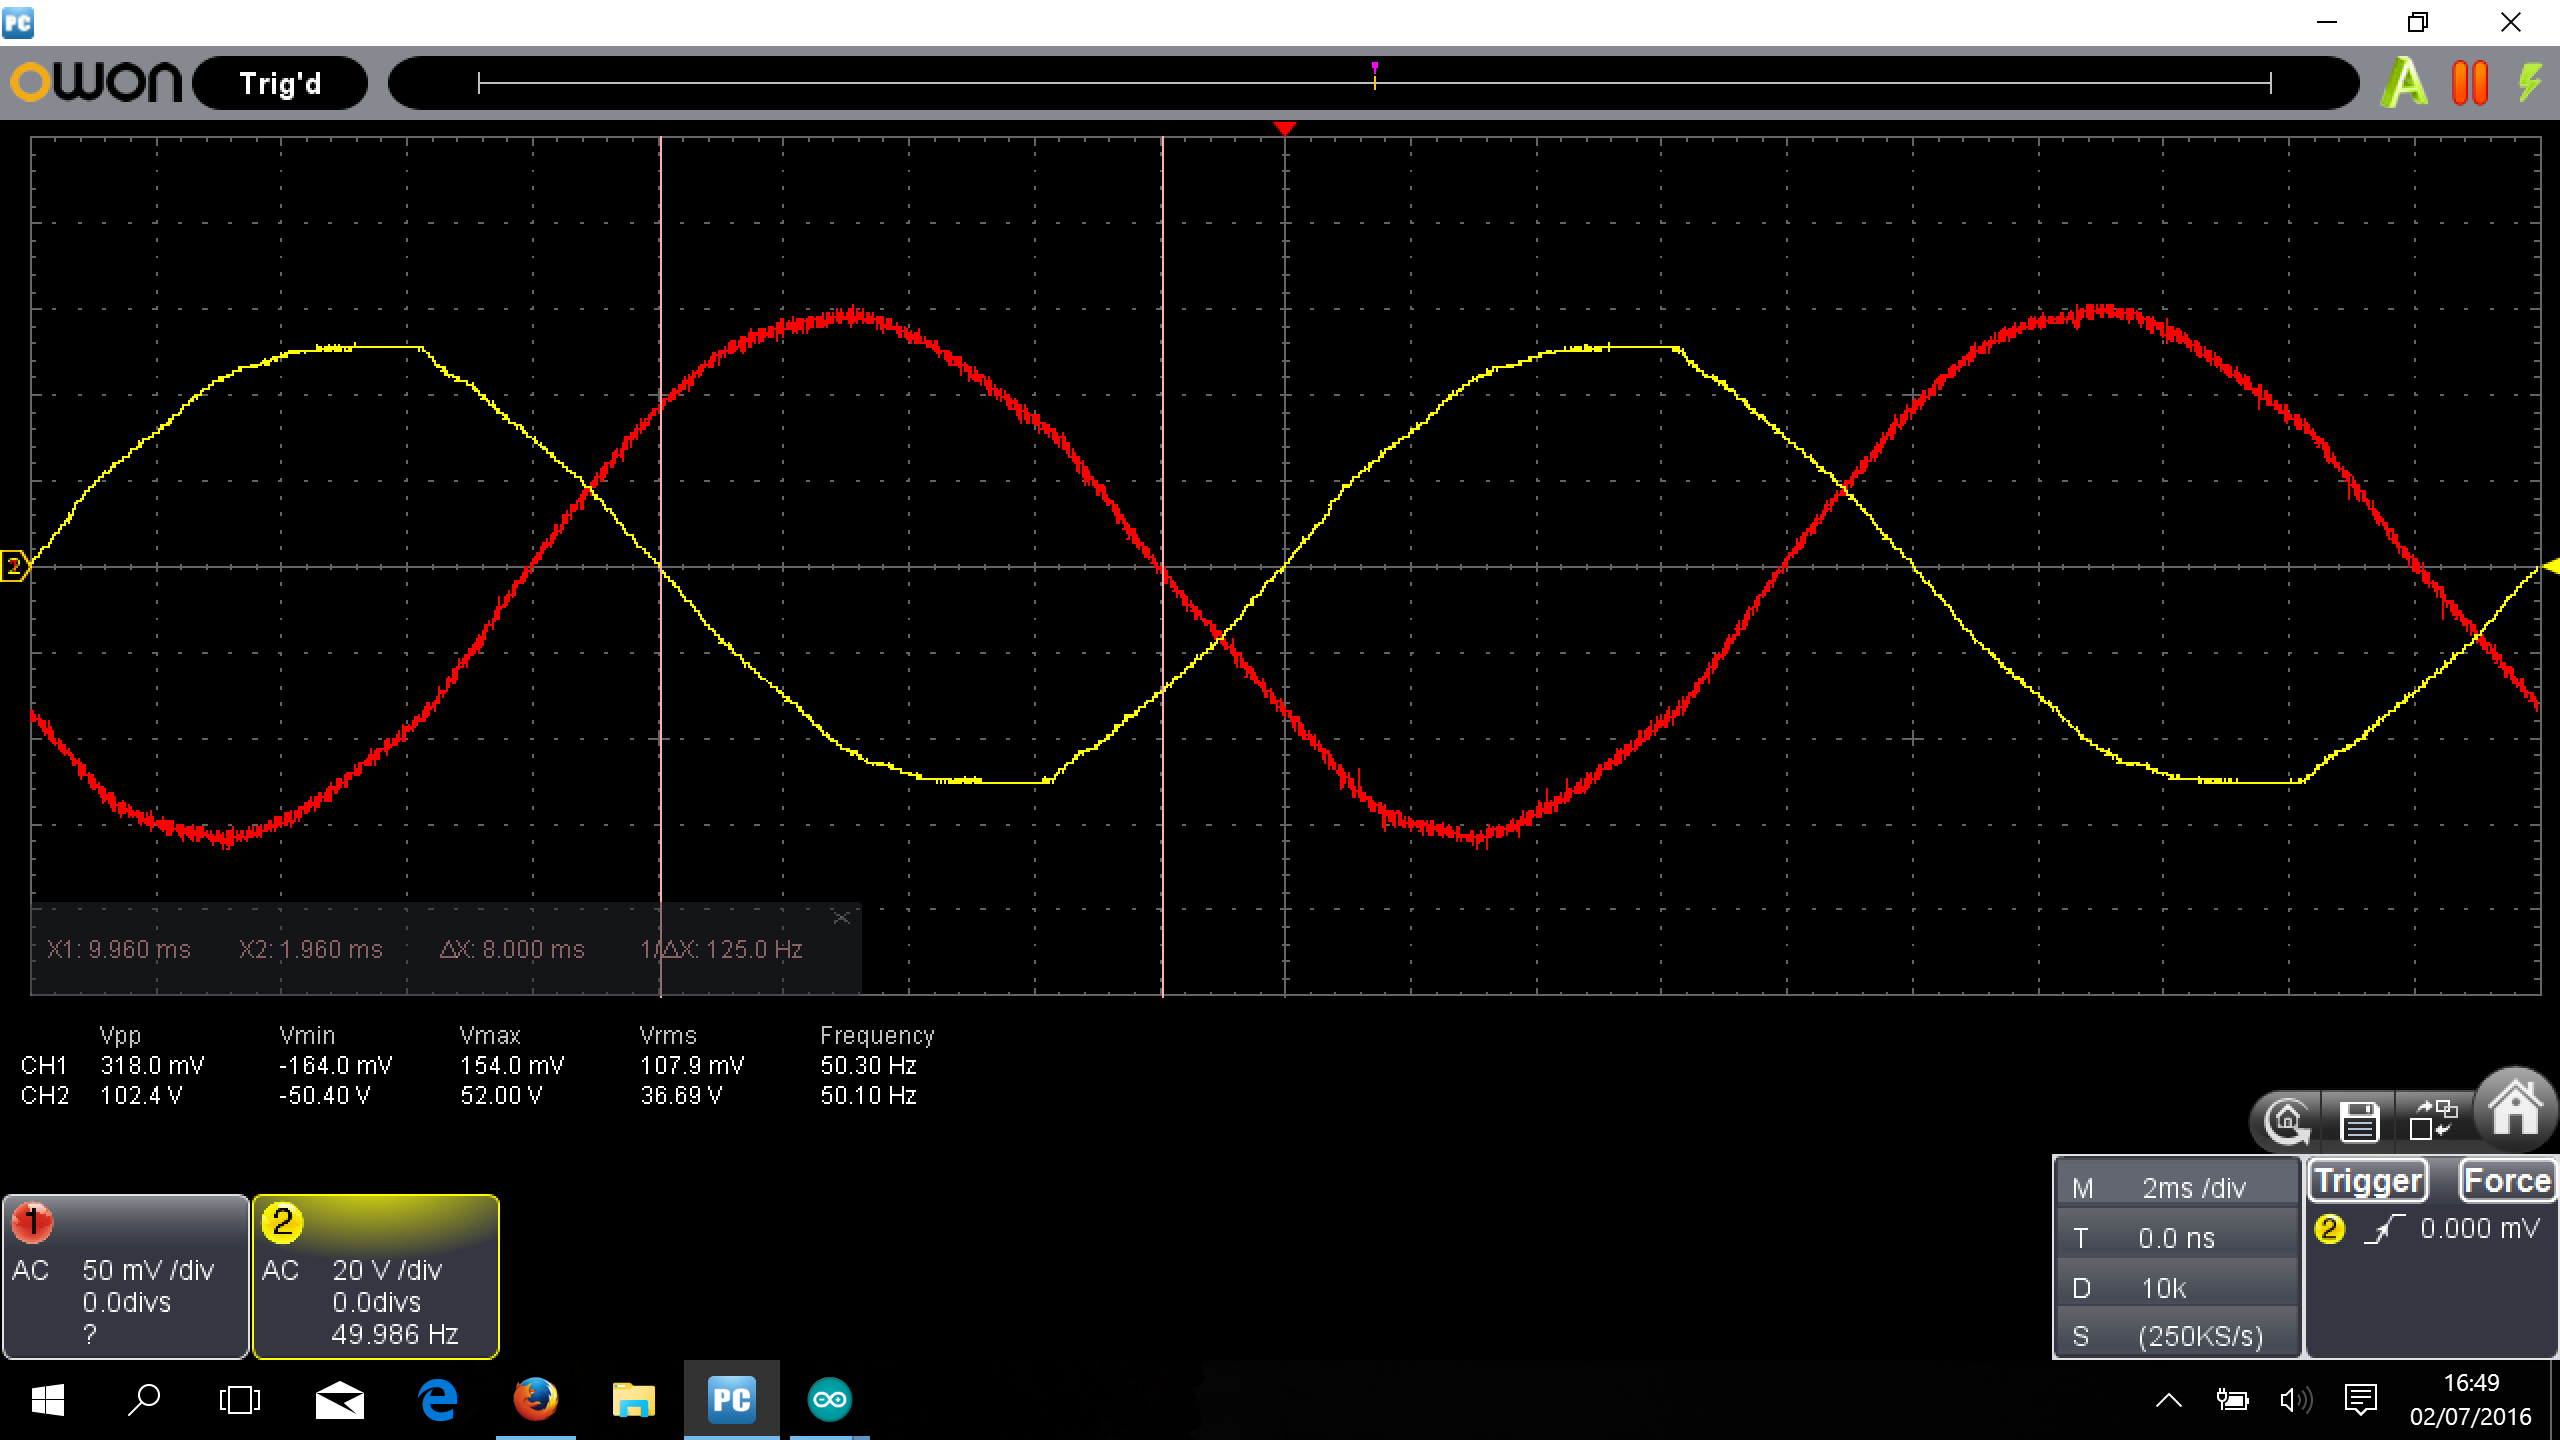 PC
owon Trig'd A
2
X1: 9.960 ms X2: 1.960 ms ΔX: 8.000 ms 1/ΔX: 125.0 Hz
Vpp Vmin Vmax Vrms Frequency
CH1 318.0 mV -164.0 mV 154.0 mV 107.9 mV 50.30 Hz
CH2 102.4 V -50.40 V 52.00 V 36.69 V 50.10 Hz
1
AC 50 mV /div
0.0divs
?
2
AC 20 V /div
0.0divs
49.986 Hz
M 2ms /div
T 0.0 ns
D 10k
S (250KS/s)
Trigger Force
2 0.000 mV
PC
16:49
02/07/2016